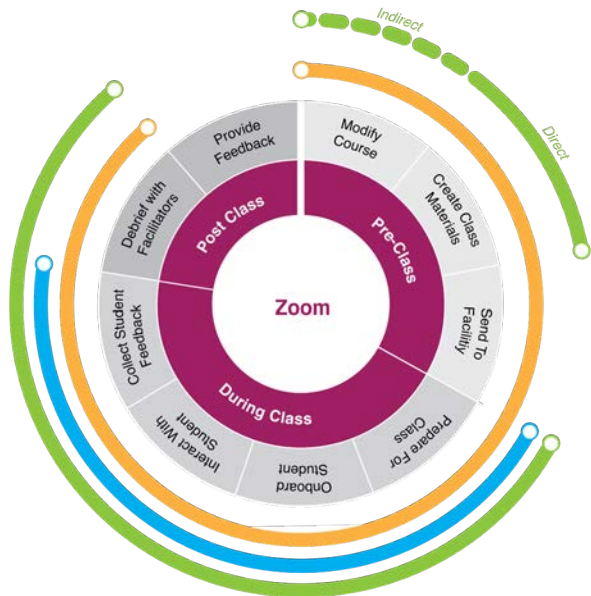 Indirect
Direct
Modify
Course
Create Class
Materials
Send To
Facilitiy
Prepare For
Class
Onboard
Student
Interact With
Student
Collect Student
Feedback
Debrief with
Facilitators
Provide
Feedback
Pre-Class
During Class
Post Class
Zoom